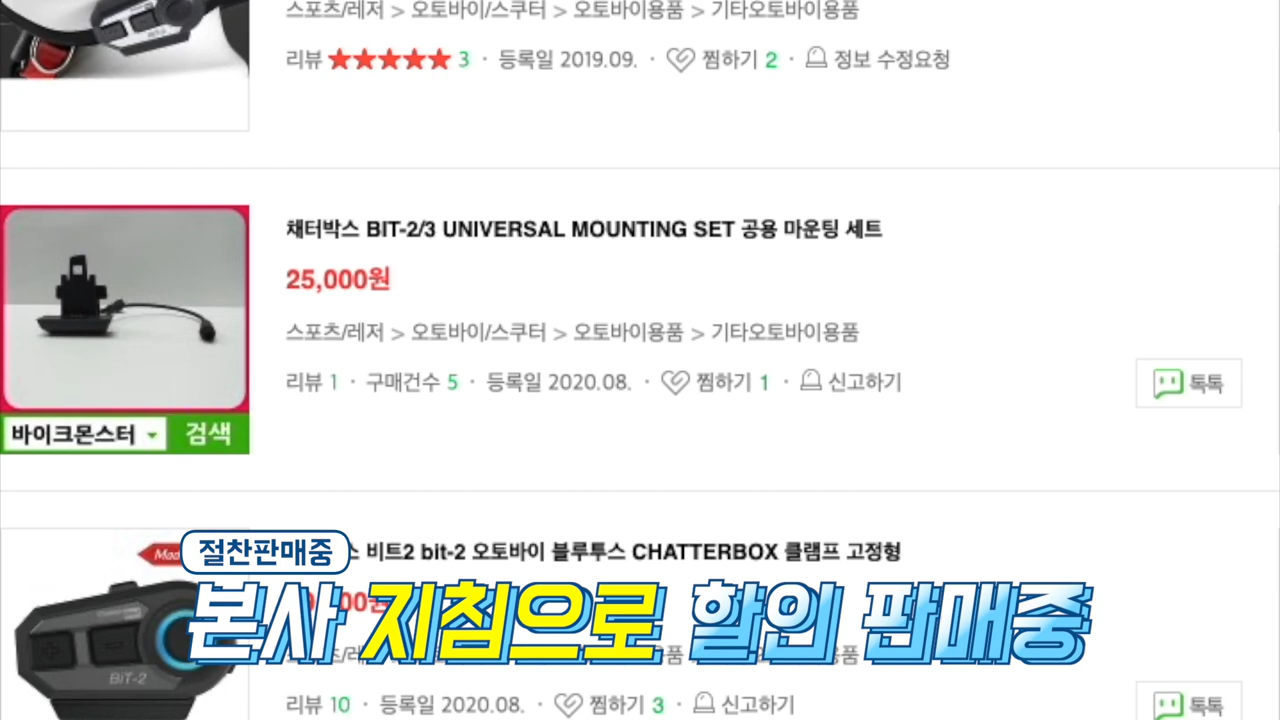 스포츠/레저 > 오토바이/스쿠터 > 오토바이용품 > 기타오토바이용품
리뷰 ★★★★★ 3 · 등록일 2019.09. · 찜하기 2 · 정보 수정요청
채터박스 BIT-2/3 UNIVERSAL MOUNTING SET 공용 마운팅 세트
25,000원
스포츠/레저 > 오토바이/스쿠터 > 오토바이용품 > 기타오토바이용품
리뷰 1 · 구매건수 5 · 등록일 2020.08. · 찜하기 1 · 신고하기
톡톡
바이크몬스터 검색
절찬판매중
비트2 bit-2 오토바이 블루투스 CHATTERBOX 클램프 고정형
본사 지침으로 할인 판매중
BiT-2
리뷰 10 · 등록일 2020.08. · 찜하기 3 · 신고하기
톡톡